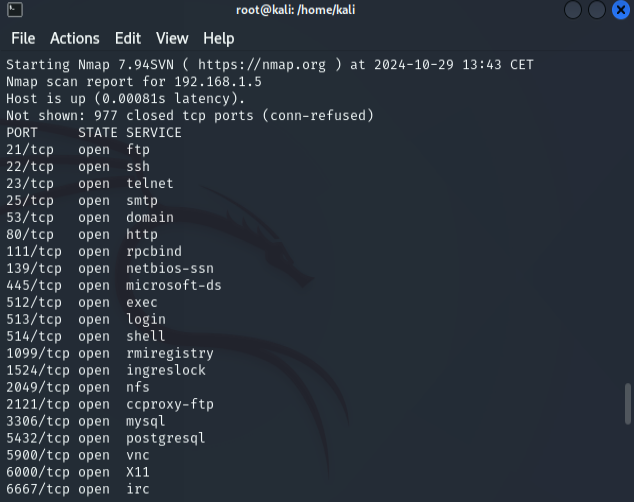 root@kali: /home/kali
File Actions Edit View Help
Starting Nmap 7.94SVN ( https://nmap.org ) at 2024-10-29 13:43 CET
Nmap scan report for 192.168.1.5
Host is up (0.00081s latency).
Not shown: 977 closed tcp ports (conn-refused)
PORT     STATE SERVICE
21/tcp   open  ftp
22/tcp   open  ssh
23/tcp   open  telnet
25/tcp   open  smtp
53/tcp   open  domain
80/tcp   open  http
111/tcp  open  rpcbind
139/tcp  open  netbios-ssn
445/tcp  open  microsoft-ds
512/tcp  open  exec
513/tcp  open  login
514/tcp  open  shell
1099/tcp open  rmiregistry
1524/tcp open  ingreslock
2049/tcp open  nfs
2121/tcp open  ccproxy-ftp
3306/tcp open  mysql
5432/tcp open  postgresql
5900/tcp open  vnc
6000/tcp open  X11
6667/tcp open  irc